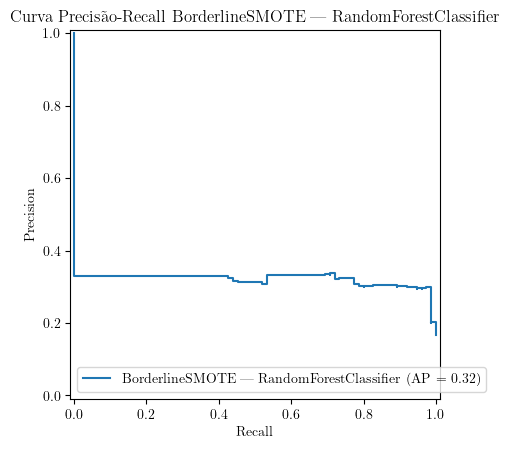 Curva Precisão-Recall BorderlineSMOTE — RandomForestClassifier
1.0
0.8
0.6
0.4
0.2
0.0
Precision
BorderlineSMOTE — RandomForestClassifier (AP = 0.32)
0.0 0.2 0.4 0.6 0.8 1.0
Recall